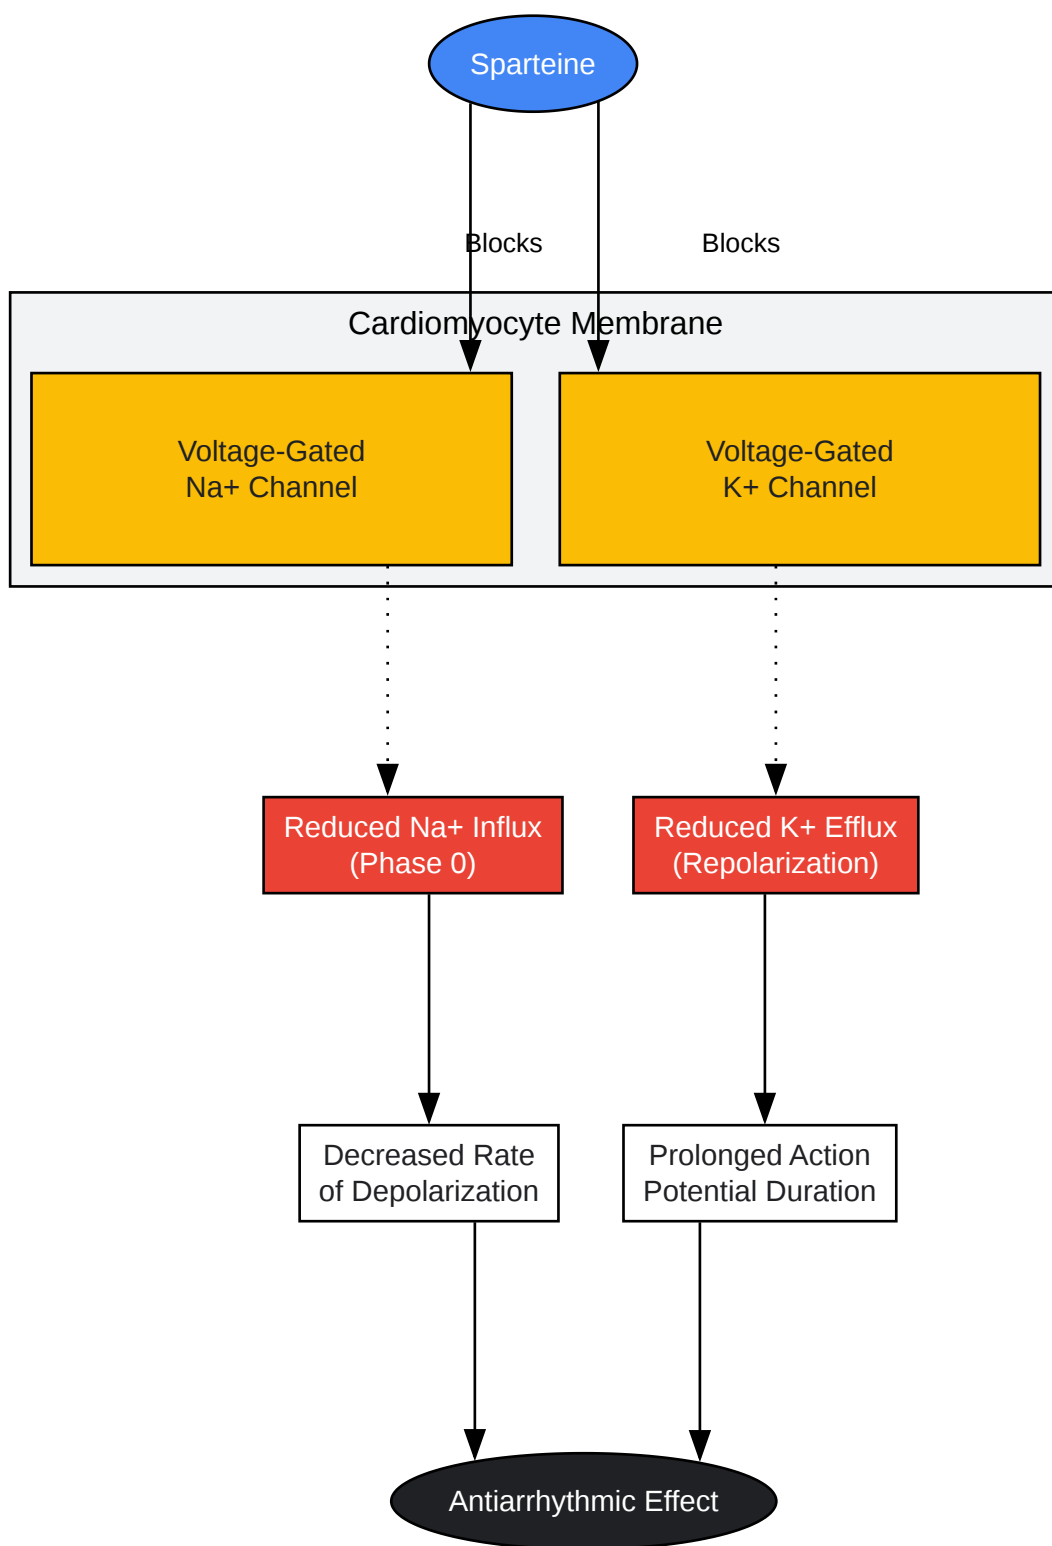 Sparteine
Blocks
Blocks
Cardiomyocyte Membrane
Voltage-Gated
Na+ Channel
Voltage-Gated
K+ Channel
Reduced Na+ Influx
(Phase 0)
Reduced K+ Efflux
(Repolarization)
Decreased Rate
of Depolarization
Prolonged Action
Potential Duration
Antiarrhythmic Effect